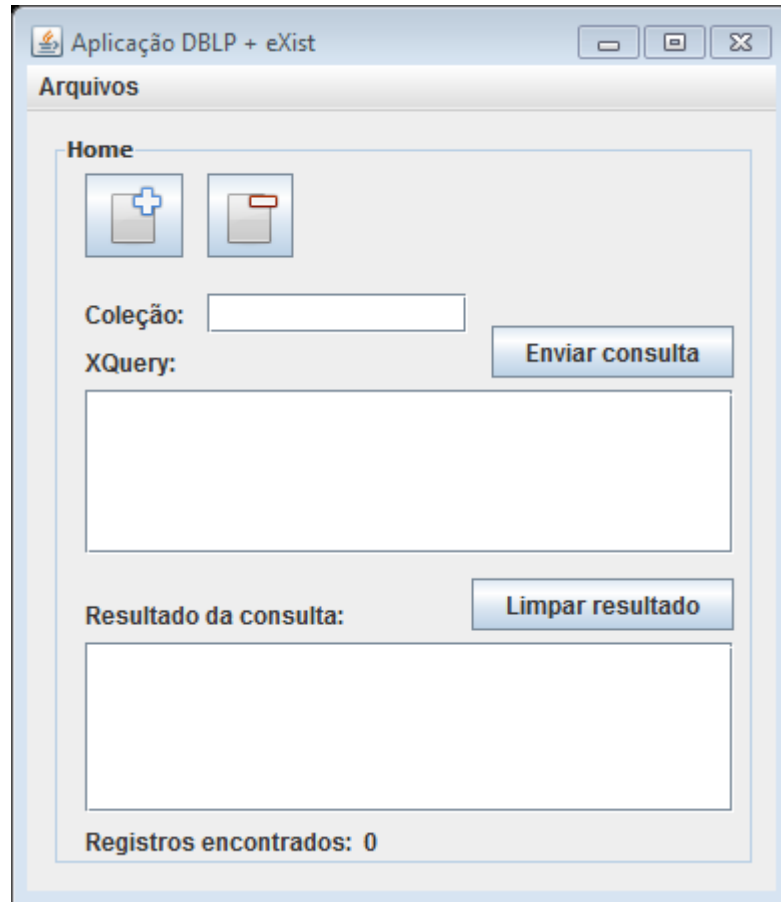 Aplicação DBLP + eXist
Arquivos
Home
Coleção:
Enviar consulta
XQuery:
Limpar resultado
Resultado da consulta:
Registros encontrados: 0